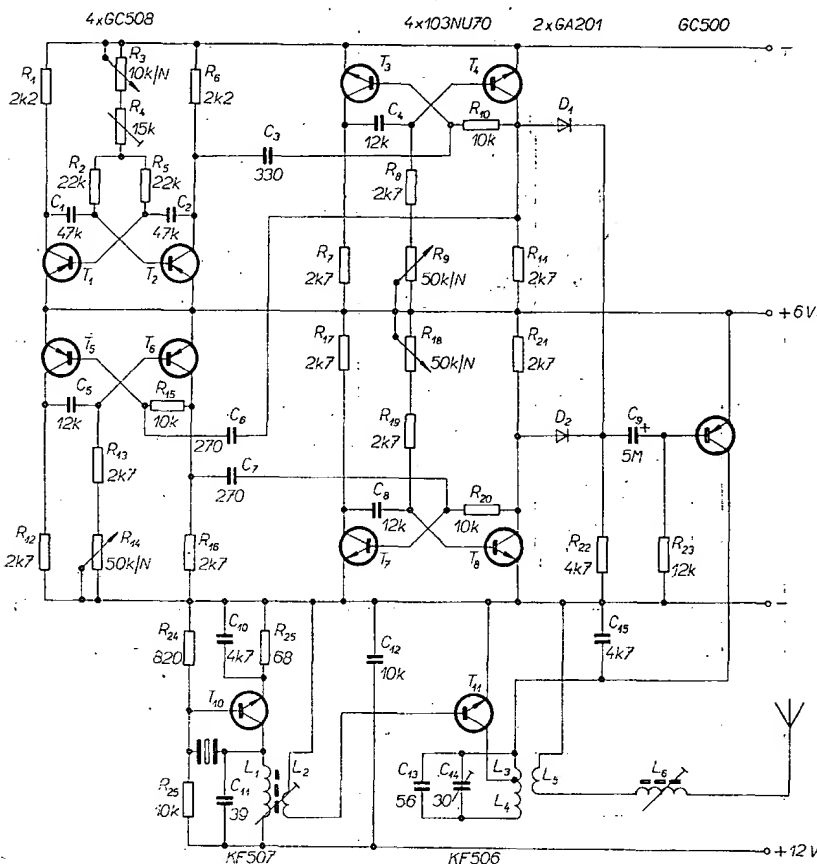 4xGC508
4x103NU70
2xGA201
GC500
–
R1
2k2
R3
10k/N
R6
2k2
R4
15k
T3
T4
C4
12k
R10
10k
D1
C3
330
R2
22k
R5
22k
R8
2k7
C1
47k
C2
47k
T1
T2
R7
2k7
R9
50k/N
R11
2k7
+6V
T5
T6
R17
2k7
R18
50k/N
R21
2k7
C5
12k
R15
10k
C6
270
R19
2k7
D2
C9
+
5M
R13
2k7
C7
270
C8
12k
R20
10k
R12
2k7
R14
50k/N
R16
2k7
T7
T8
R22
4k7
R23
12k
–
R24
820
C10
4k7
R25
68
C12
10k
C15
4k7
T10
T11
R25
10k
C11
39
L1
L2
C13
56
C14
30
L3
L4
L5
L6
KF507
KF506
+12V